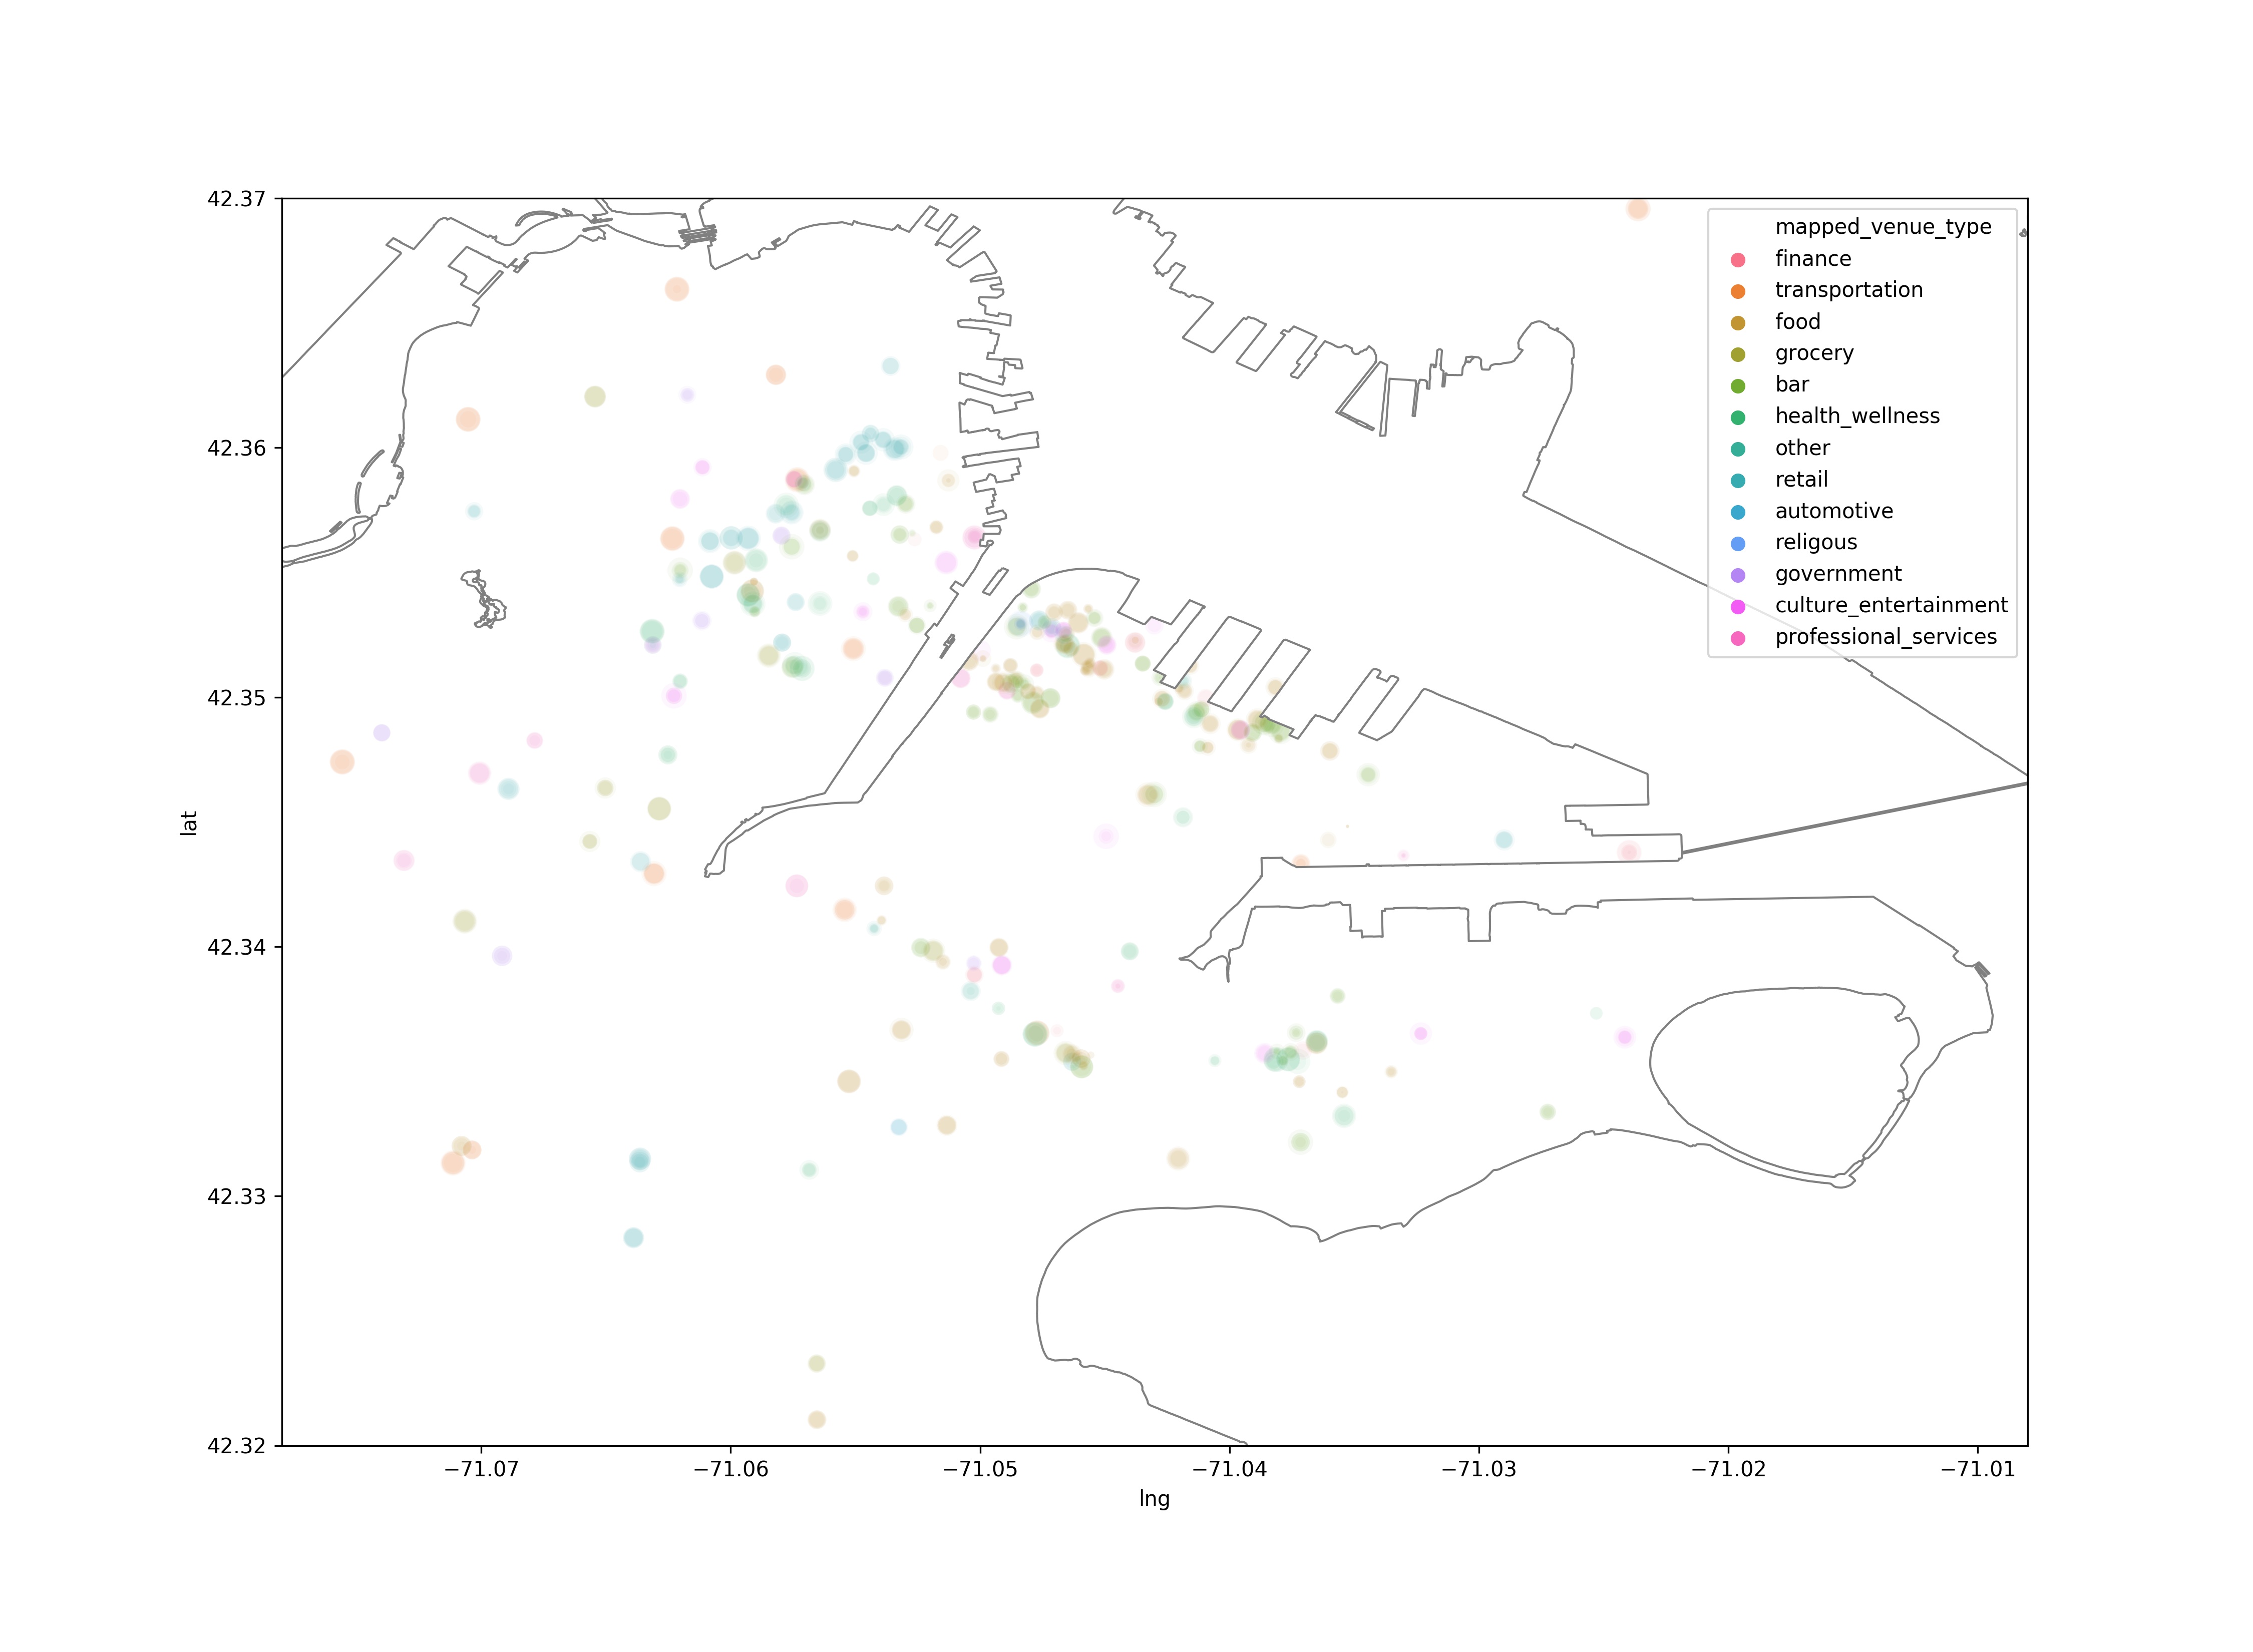 42.37
42.36
42.35
42.34
42.33
42.32
lat
−71.07
−71.06
−71.05
−71.04
−71.03
−71.02
−71.01
lng
mapped_venue_type
finance
transportation
food
grocery
bar
health_wellness
other
retail
automotive
religous
government
culture_entertainment
professional_services